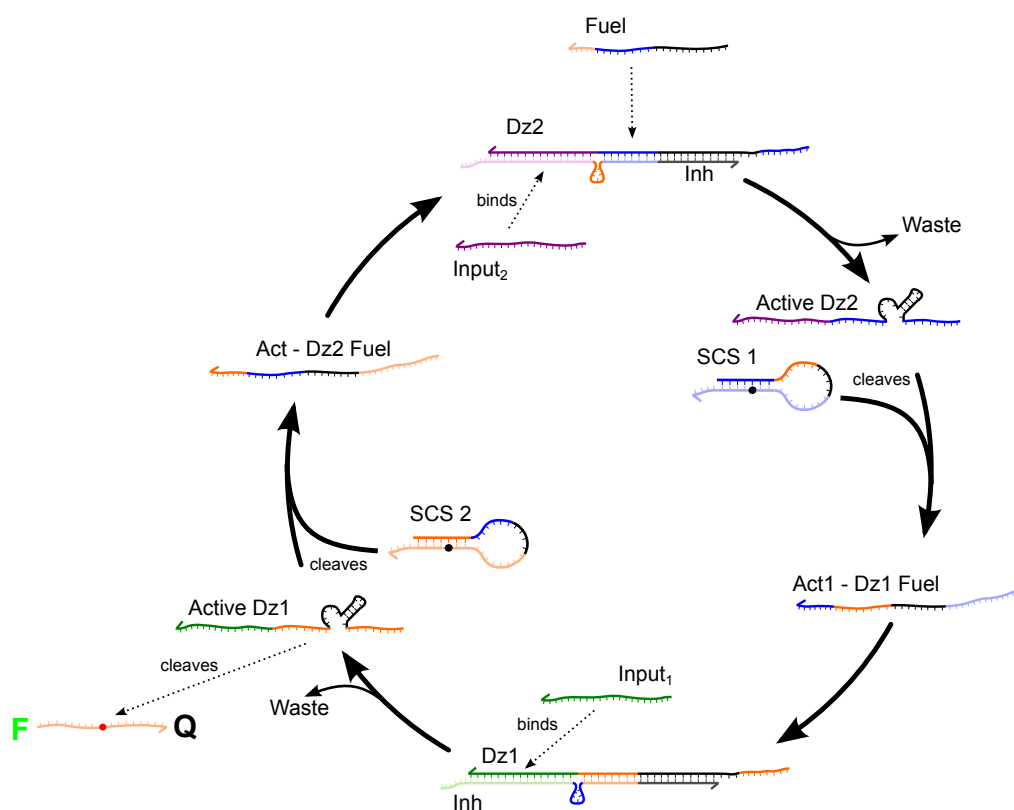 Fuel
Dz2
Inh
binds
Input₂
Waste
Active Dz2
Act - Dz2 Fuel
SCS 1
cleaves
SCS 2
cleaves
Act1 - Dz1 Fuel
Active Dz1
cleaves
Input₁
Waste
binds
F
Q
Dz1
Inh